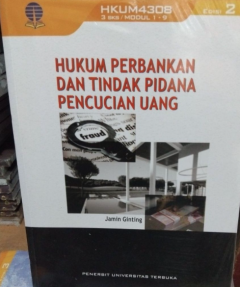 HKUM4306
3 sks / MODUL 1 - 9
Edisi 2
HUKUM PERBANKAN
DAN TINDAK PIDANA
PENCUCIAN UANG
fraud
Jamin Ginting
PENERBIT UNIVERSITAS TERBUKA